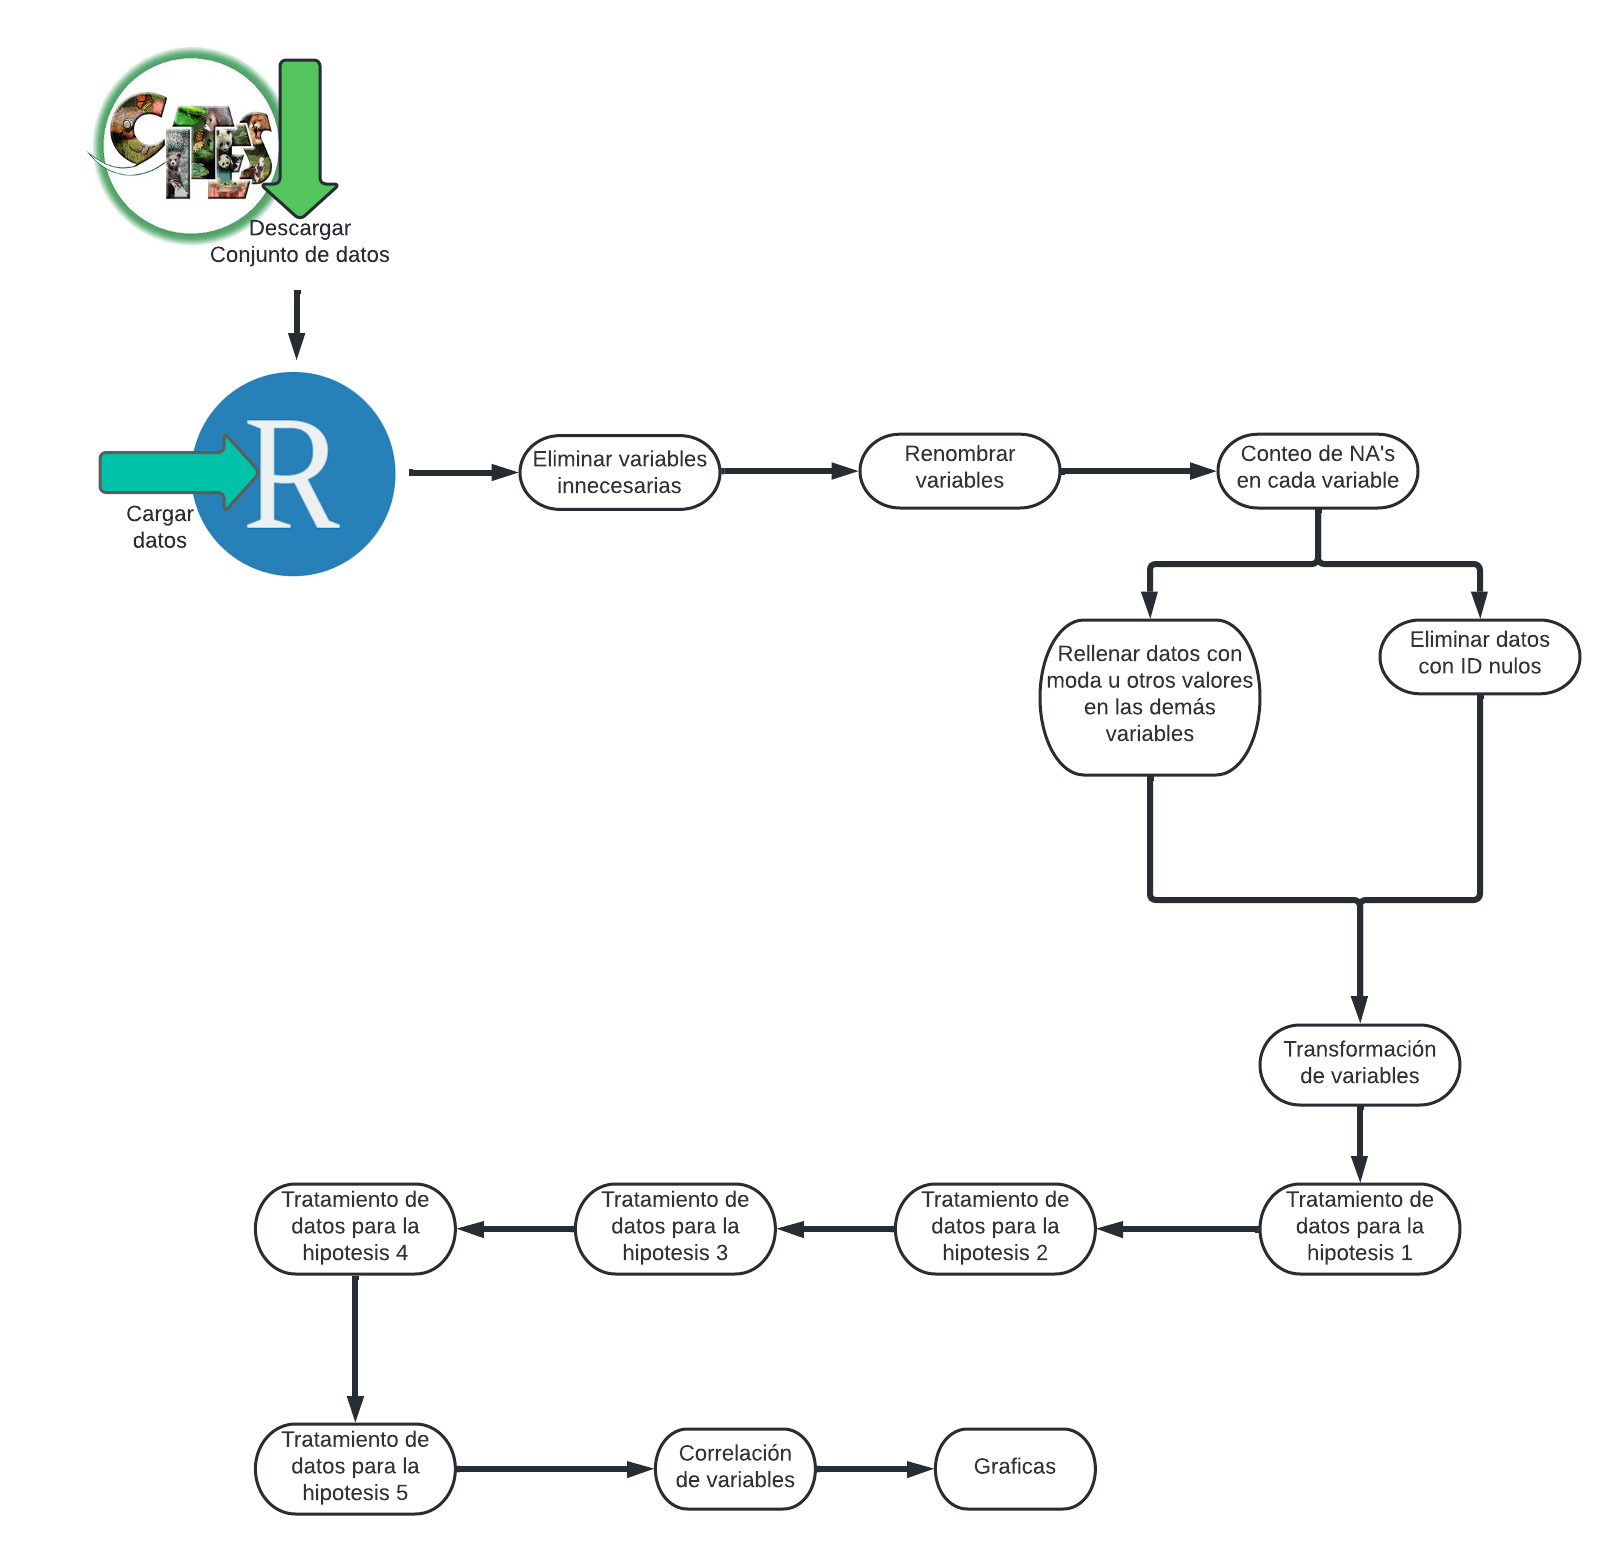 CITES
Descargar
Conjunto de datos
R
Cargar
datos
Eliminar variables
innecesarias
Renombrar
variables
Conteo de NA's
en cada variable
Rellenar datos con
moda u otros valores
en las demás
variables
Eliminar datos
con ID nulos
Transformación
de variables
Tratamiento de
datos para la
hipotesis 1
Tratamiento de
datos para la
hipotesis 2
Tratamiento de
datos para la
hipotesis 3
Tratamiento de
datos para la
hipotesis 4
Tratamiento de
datos para la
hipotesis 5
Correlación
de variables
Graficas